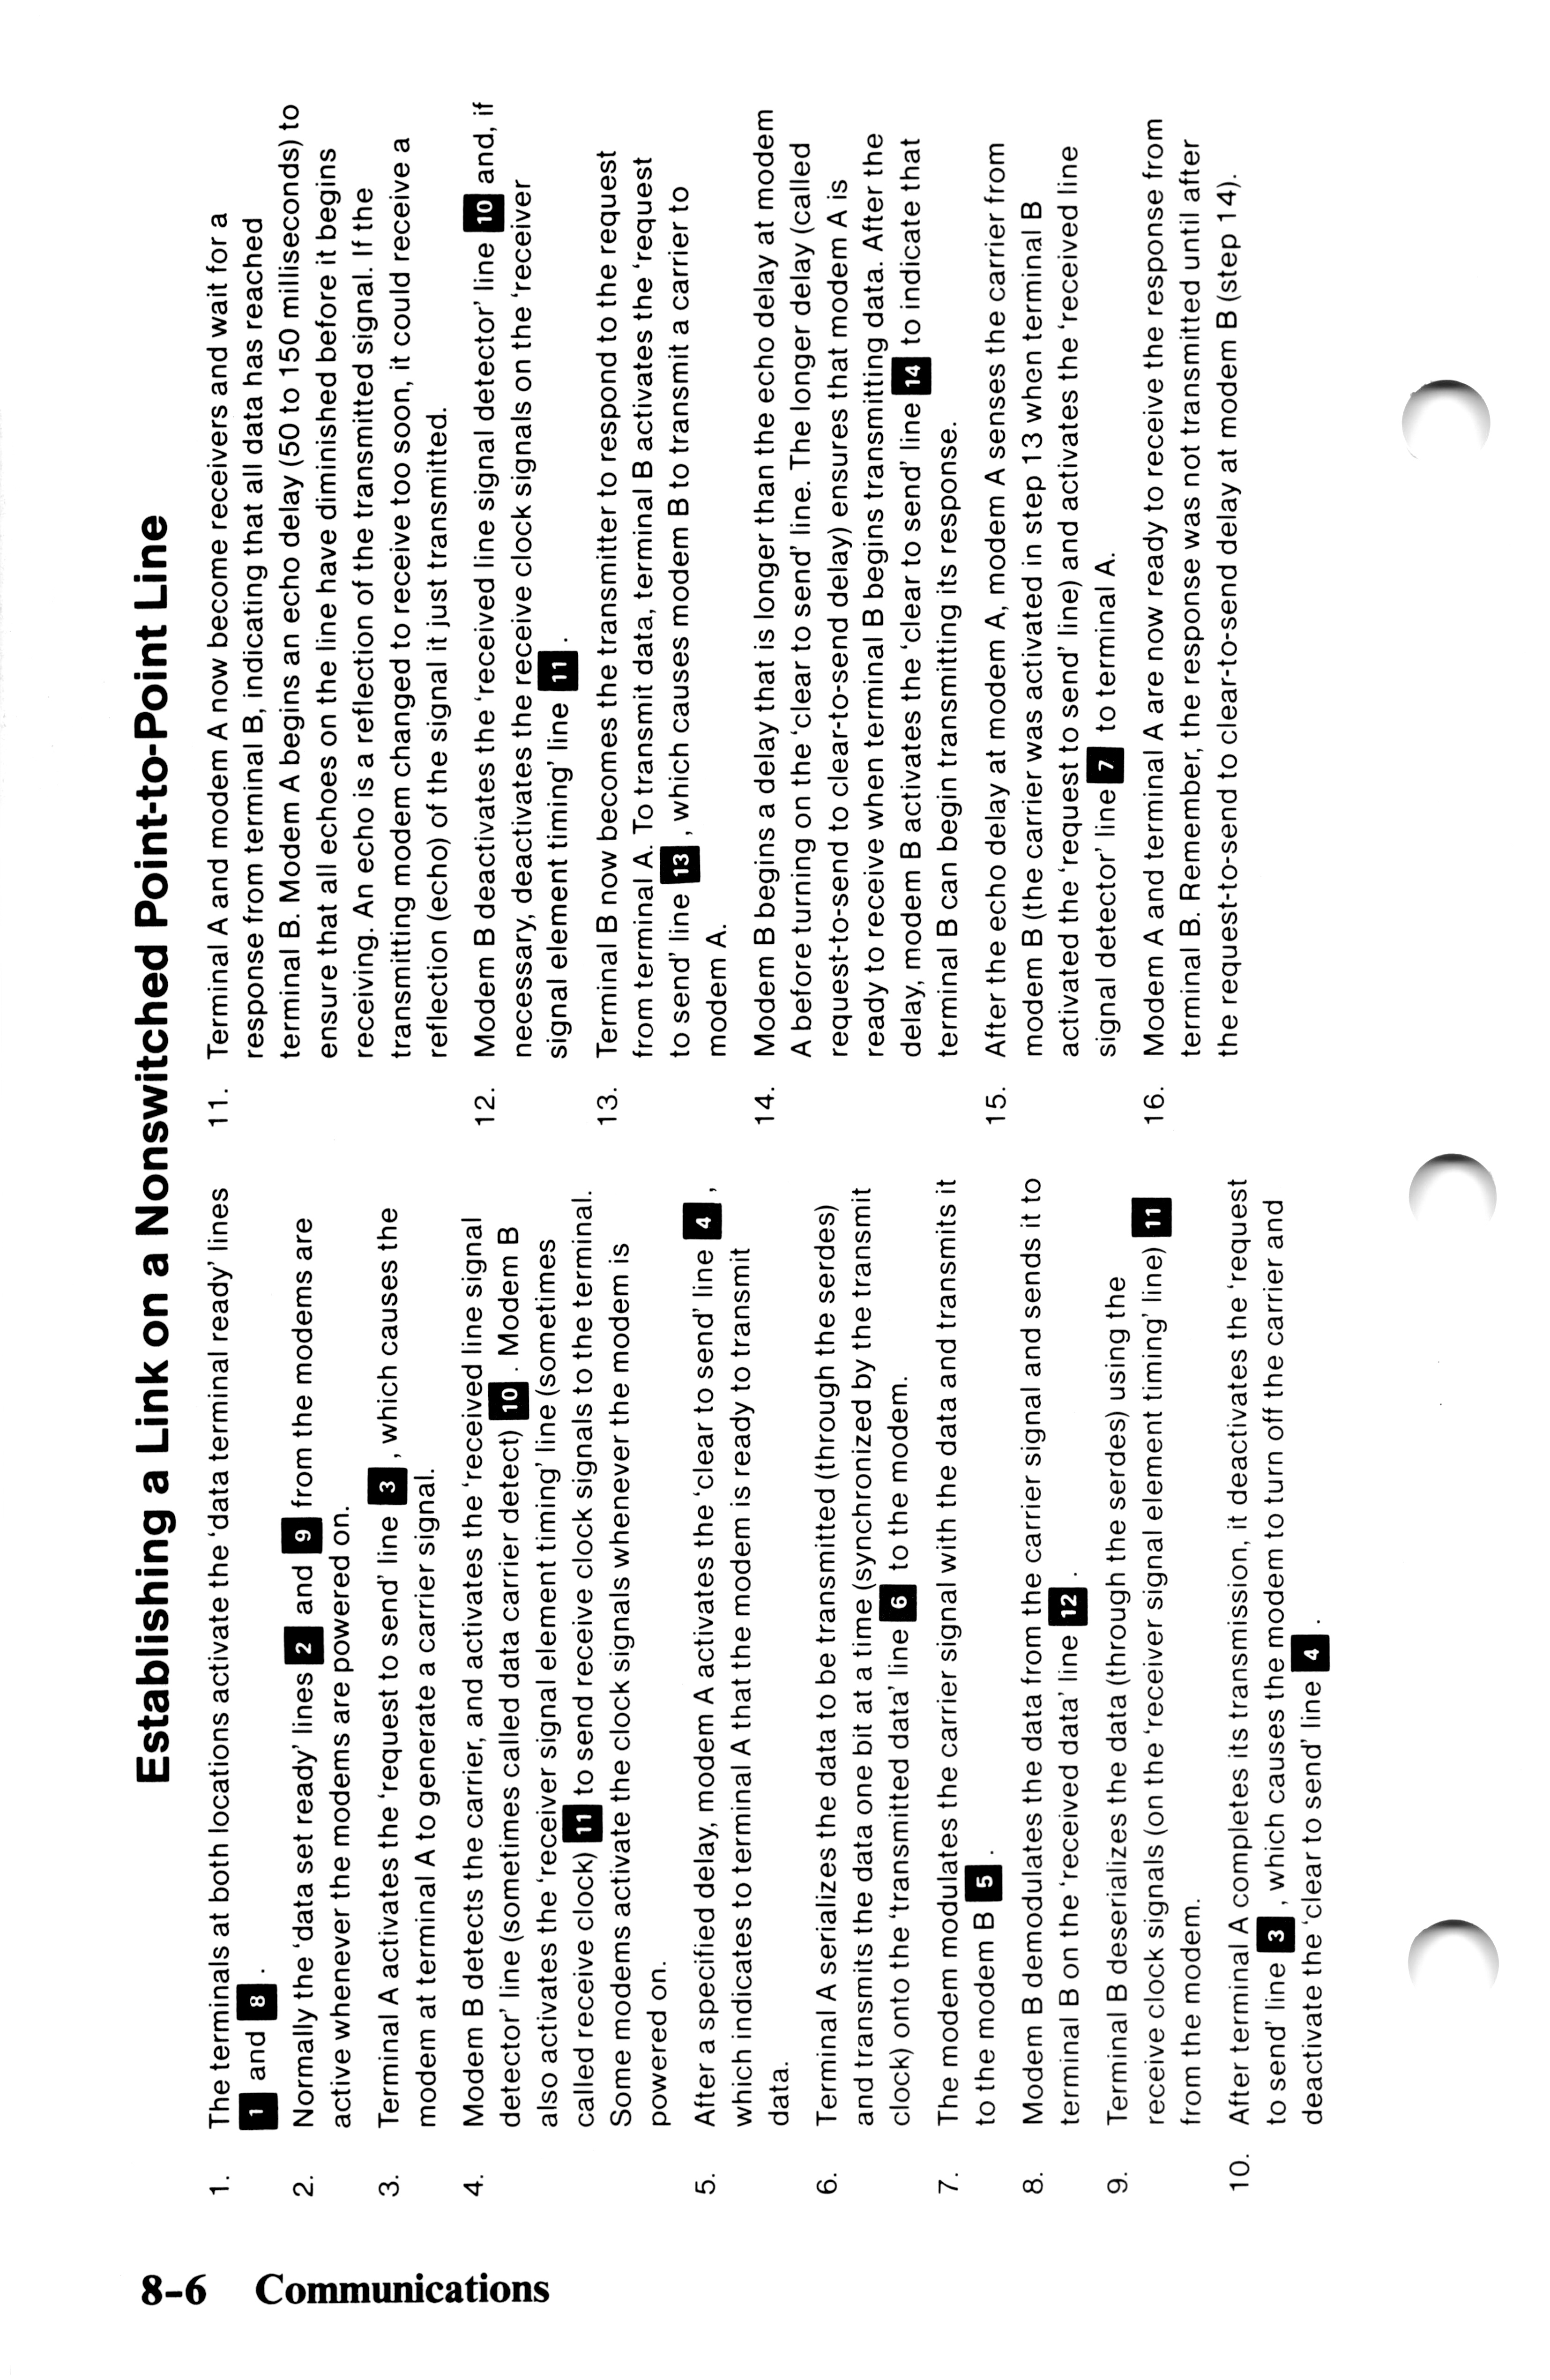 Establishing a Link on a Nonswitched Point-to-Point Line
1. The terminals at both locations activate the ‘data terminal ready’ lines
1 and 8 .
2. Normally the ‘data set ready’ lines 2 and 9 from the modems are
active whenever the modems are powered on.
3. Terminal A activates the ‘request to send’ line 3 , which causes the
modem at terminal A to generate a carrier signal.
4. Modem B detects the carrier, and activates the ‘received line signal
detector’ line (sometimes called data carrier detect) 10 . Modem B
also activates the ‘receiver signal element timing’ line (sometimes
called receive clock) 11 to send receive clock signals to the terminal.
Some modems activate the clock signals whenever the modem is
powered on.
5. After a specified delay, modem A activates the ‘clear to send’ line 4 ,
which indicates to terminal A that the modem is ready to transmit
data.
6. Terminal A serializes the data to be transmitted (through the serdes)
and transmits the data one bit at a time (synchronized by the transmit
clock) onto the ‘transmitted data’ line 6 to the modem.
7. The modem modulates the carrier signal with the data and transmits it
to the modem B 5 .
8. Modem B demodulates the data from the carrier signal and sends it to
terminal B on the ‘received data’ line 12 .
9. Terminal B deserializes the data (through the serdes) using the
receive clock signals (on the ‘receiver signal element timing’ line) 11
from the modem.
10. After terminal A completes its transmission, it deactivates the ‘request
to send’ line 3 , which causes the modem to turn off the carrier and
deactivate the ‘clear to send’ line 4 .
11. Terminal A and modem A now become receivers and wait for a
response from terminal B, indicating that all data has reached
terminal B. Modem A begins an echo delay (50 to 150 milliseconds) to
ensure that all echoes on the line have diminished before it begins
receiving. An echo is a reflection of the transmitted signal. If the
transmitting modem changed to receive too soon, it could receive a
reflection (echo) of the signal it just transmitted.
12. Modem B deactivates the ‘received line signal detector’ line 10 and, if
necessary, deactivates the receive clock signals on the ‘receiver
signal element timing’ line 11 .
13. Terminal B now becomes the transmitter to respond to the request
from terminal A. To transmit data, terminal B activates the ‘request
to send’ line 13 , which causes modem B to transmit a carrier to
modem A.
14. Modem B begins a delay that is longer than the echo delay at modem
A before turning on the ‘clear to send’ line. The longer delay (called
request-to-send to clear-to-send delay) ensures that modem A is
ready to receive when terminal B begins transmitting data. After the
delay, modem B activates the ‘clear to send’ line 14 to indicate that
terminal B can begin transmitting its response.
15. After the echo delay at modem A, modem A senses the carrier from
modem B (the carrier was activated in step 13 when terminal B
activated the ‘request to send’ line) and activates the ‘received line
signal detector’ line 7 to terminal A.
16. Modem A and terminal A are now ready to receive the response from
terminal B. Remember, the response was not transmitted until after
the request-to-send to clear-to-send delay at modem B (step 14).
8-6 Communications